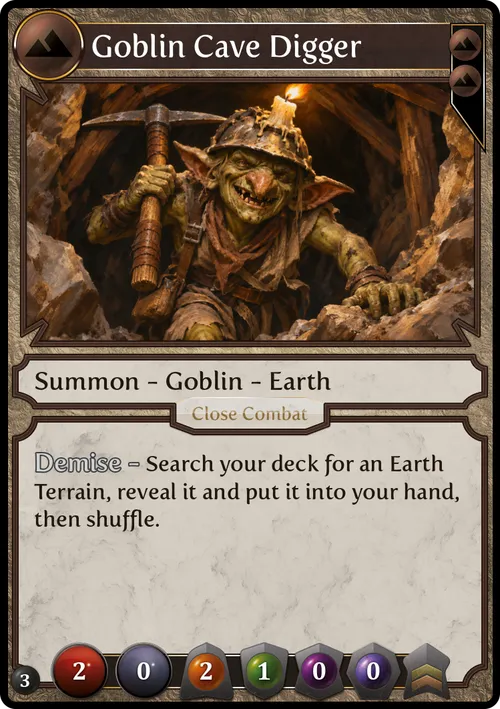 Goblin Cave Digger
Summon – Goblin – Earth
Close Combat
Demise – Search your deck for an Earth
Terrain, reveal it and put it into your hand,
then shuffle.
3 2* 0* 2 1 0 0